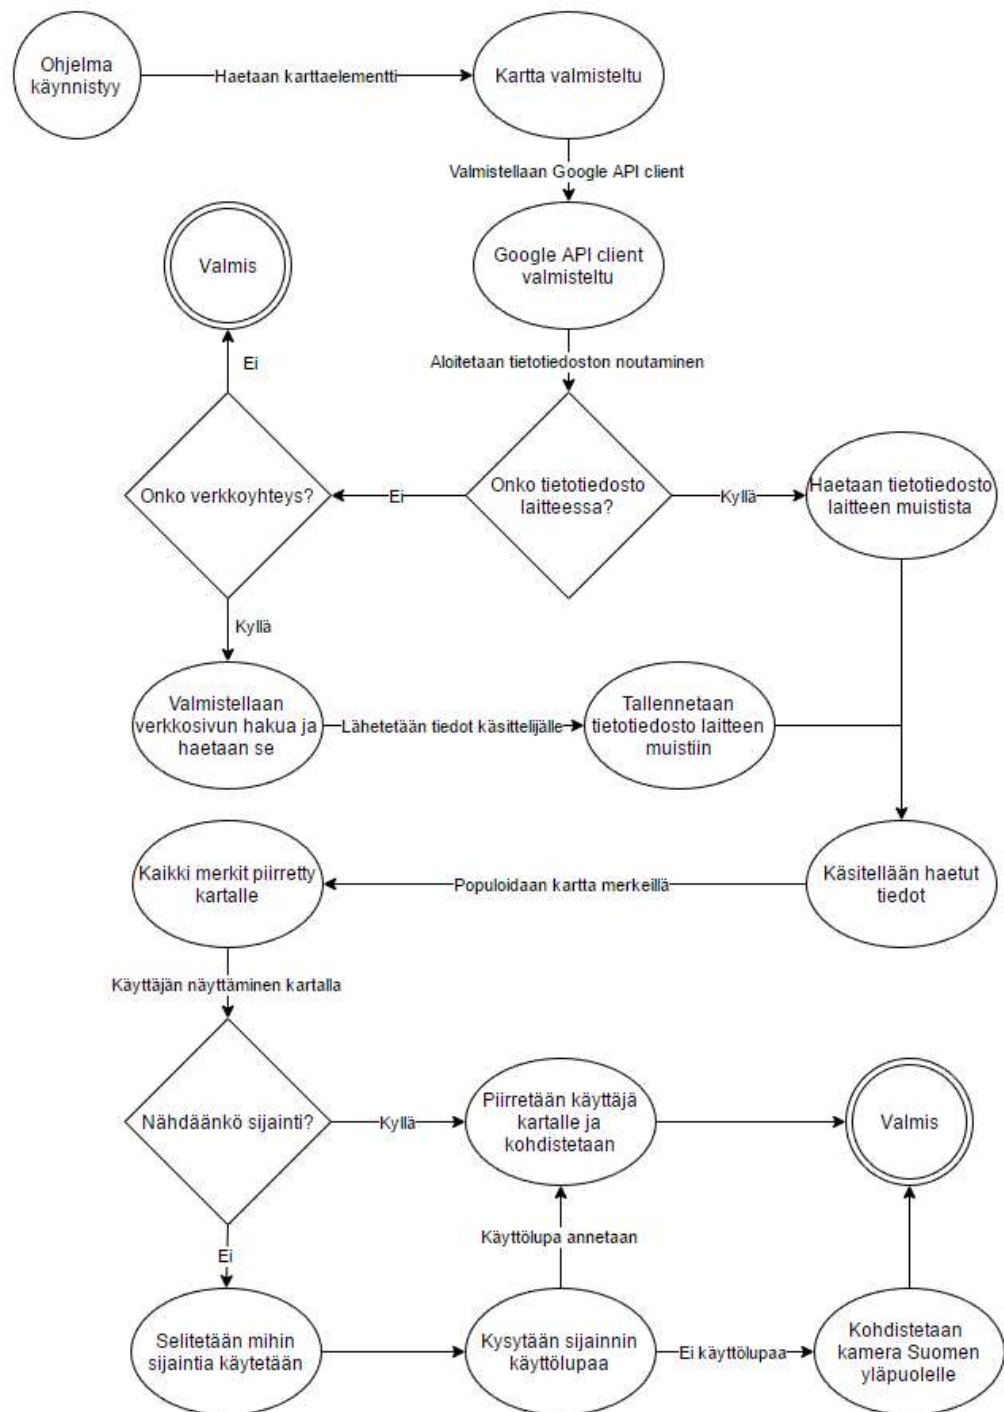 Ohjelma
käynnistyy
Haetaan karttaelementti
Kartta valmisteltu
Valmistellaan Google API client
Valmis
Google API client
valmisteltu
Ei
Aloitetaan tietotiedoston noutaminen
Onko verkkoyhteys?
Ei
Onko tietotiedosto
laitteessa?
Kyllä
Haetaan tietotiedosto
laitteen muistista
Kyllä
Valmistellaan
verkkosivun hakua ja
haetaan se
Lähetetään tiedot käsittelijälle
Tallennetaan
tietotiedosto laitteen
muistiin
Kaikki merkit piirretty
kartalle
Populoidaan kartta merkeillä
Käsitellään haetut
tiedot
Käyttäjän näyttäminen kartalla
Nähdäänkö sijainti?
Kyllä
Piirretään käyttäjä
kartalle ja
kohdistetaan
Valmis
Ei
Käyttölupa annetaan
Selitetään mihin
sijaintia käytetään
Kysytään sijainnin
käyttölupaa
Ei käyttölupaa
Kohdistetaan
kamera Suomen
yläpuolelle